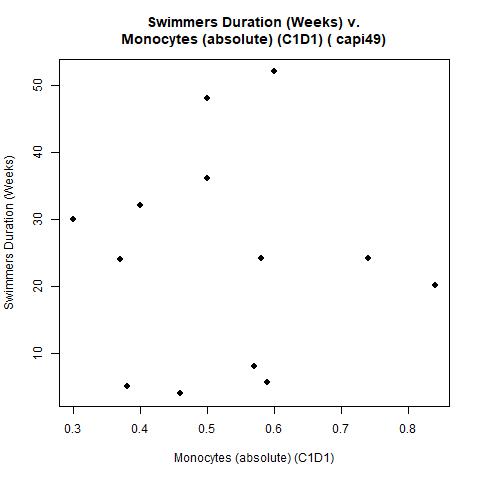 Swimmers Duration (Weeks) v.
Monocytes (absolute) (C1D1) ( capi49)
Swimmers Duration (Weeks)
50
40
30
20
10
0.3 0.4 0.5 0.6 0.7 0.8
Monocytes (absolute) (C1D1)